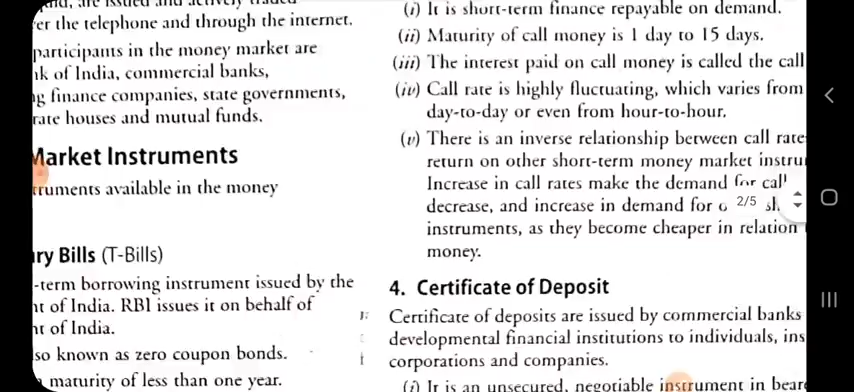 er the telephone and through the internet.
participants in the money market are
k of India, commercial banks,
g finance companies, state governments,
rate houses and mutual funds.
Market Instruments
truments available in the money
ry Bills (T-Bills)
-term borrowing instrument issued by the
t of India. RBI issues it on behalf of
t of India.
so known as zero coupon bonds.
maturity of less than one year.
(i) It is short-term finance repayable on demand.
(ii) Maturity of call money is 1 day to 15 days.
(iii) The interest paid on call money is called the call
(iv) Call rate is highly fluctuating, which varies from
day-to-day or even from hour-to-hour.
(v) There is an inverse relationship between call rate
return on other short-term money market instru
Increase in call rates make the demand for call
decrease, and increase in demand for
instruments, as they become cheaper in relation
money.
4. Certificate of Deposit
Certificate of deposits are issued by commercial banks
developmental financial institutions to individuals, ins
corporations and companies.
(i) It is an unsecured, negotiable instrument in bear
2/5